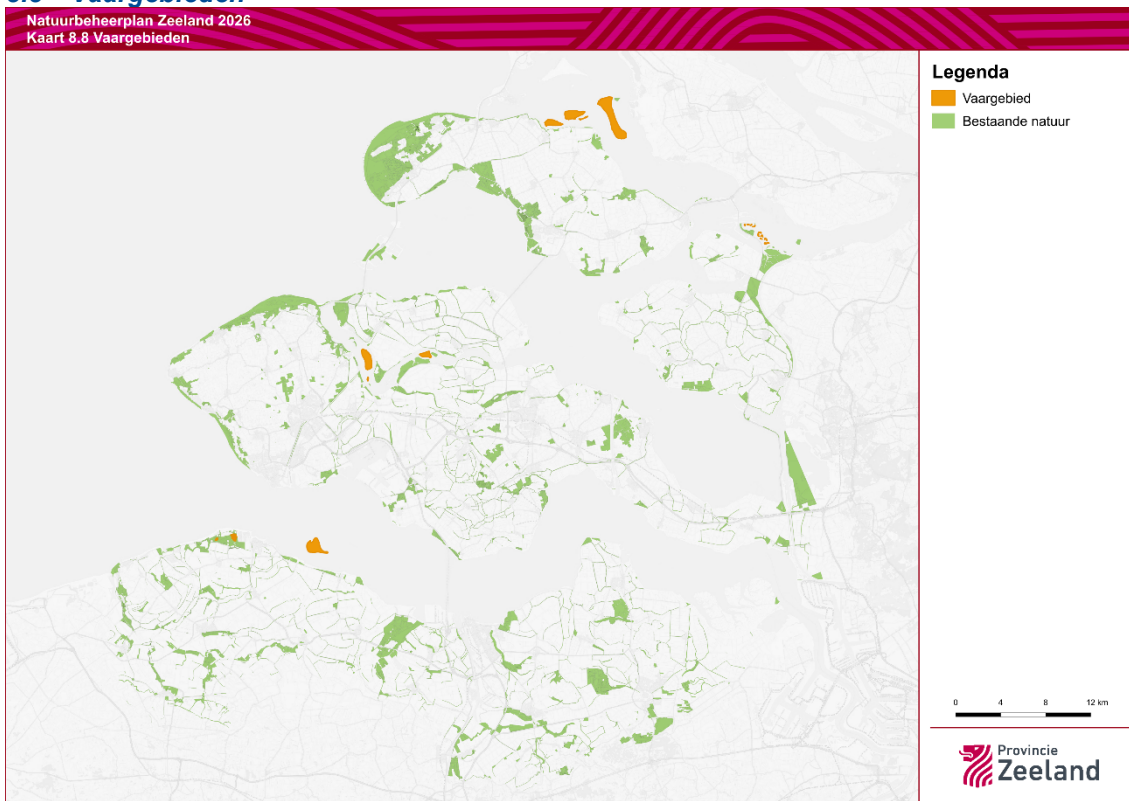 Natuurbeheerplan Zeeland 2026
Kaart 8.8 Vaargebieden
Legenda
Vaargebied
Bestaande natuur
0 4 8 12 km
Provincie
Zeeland